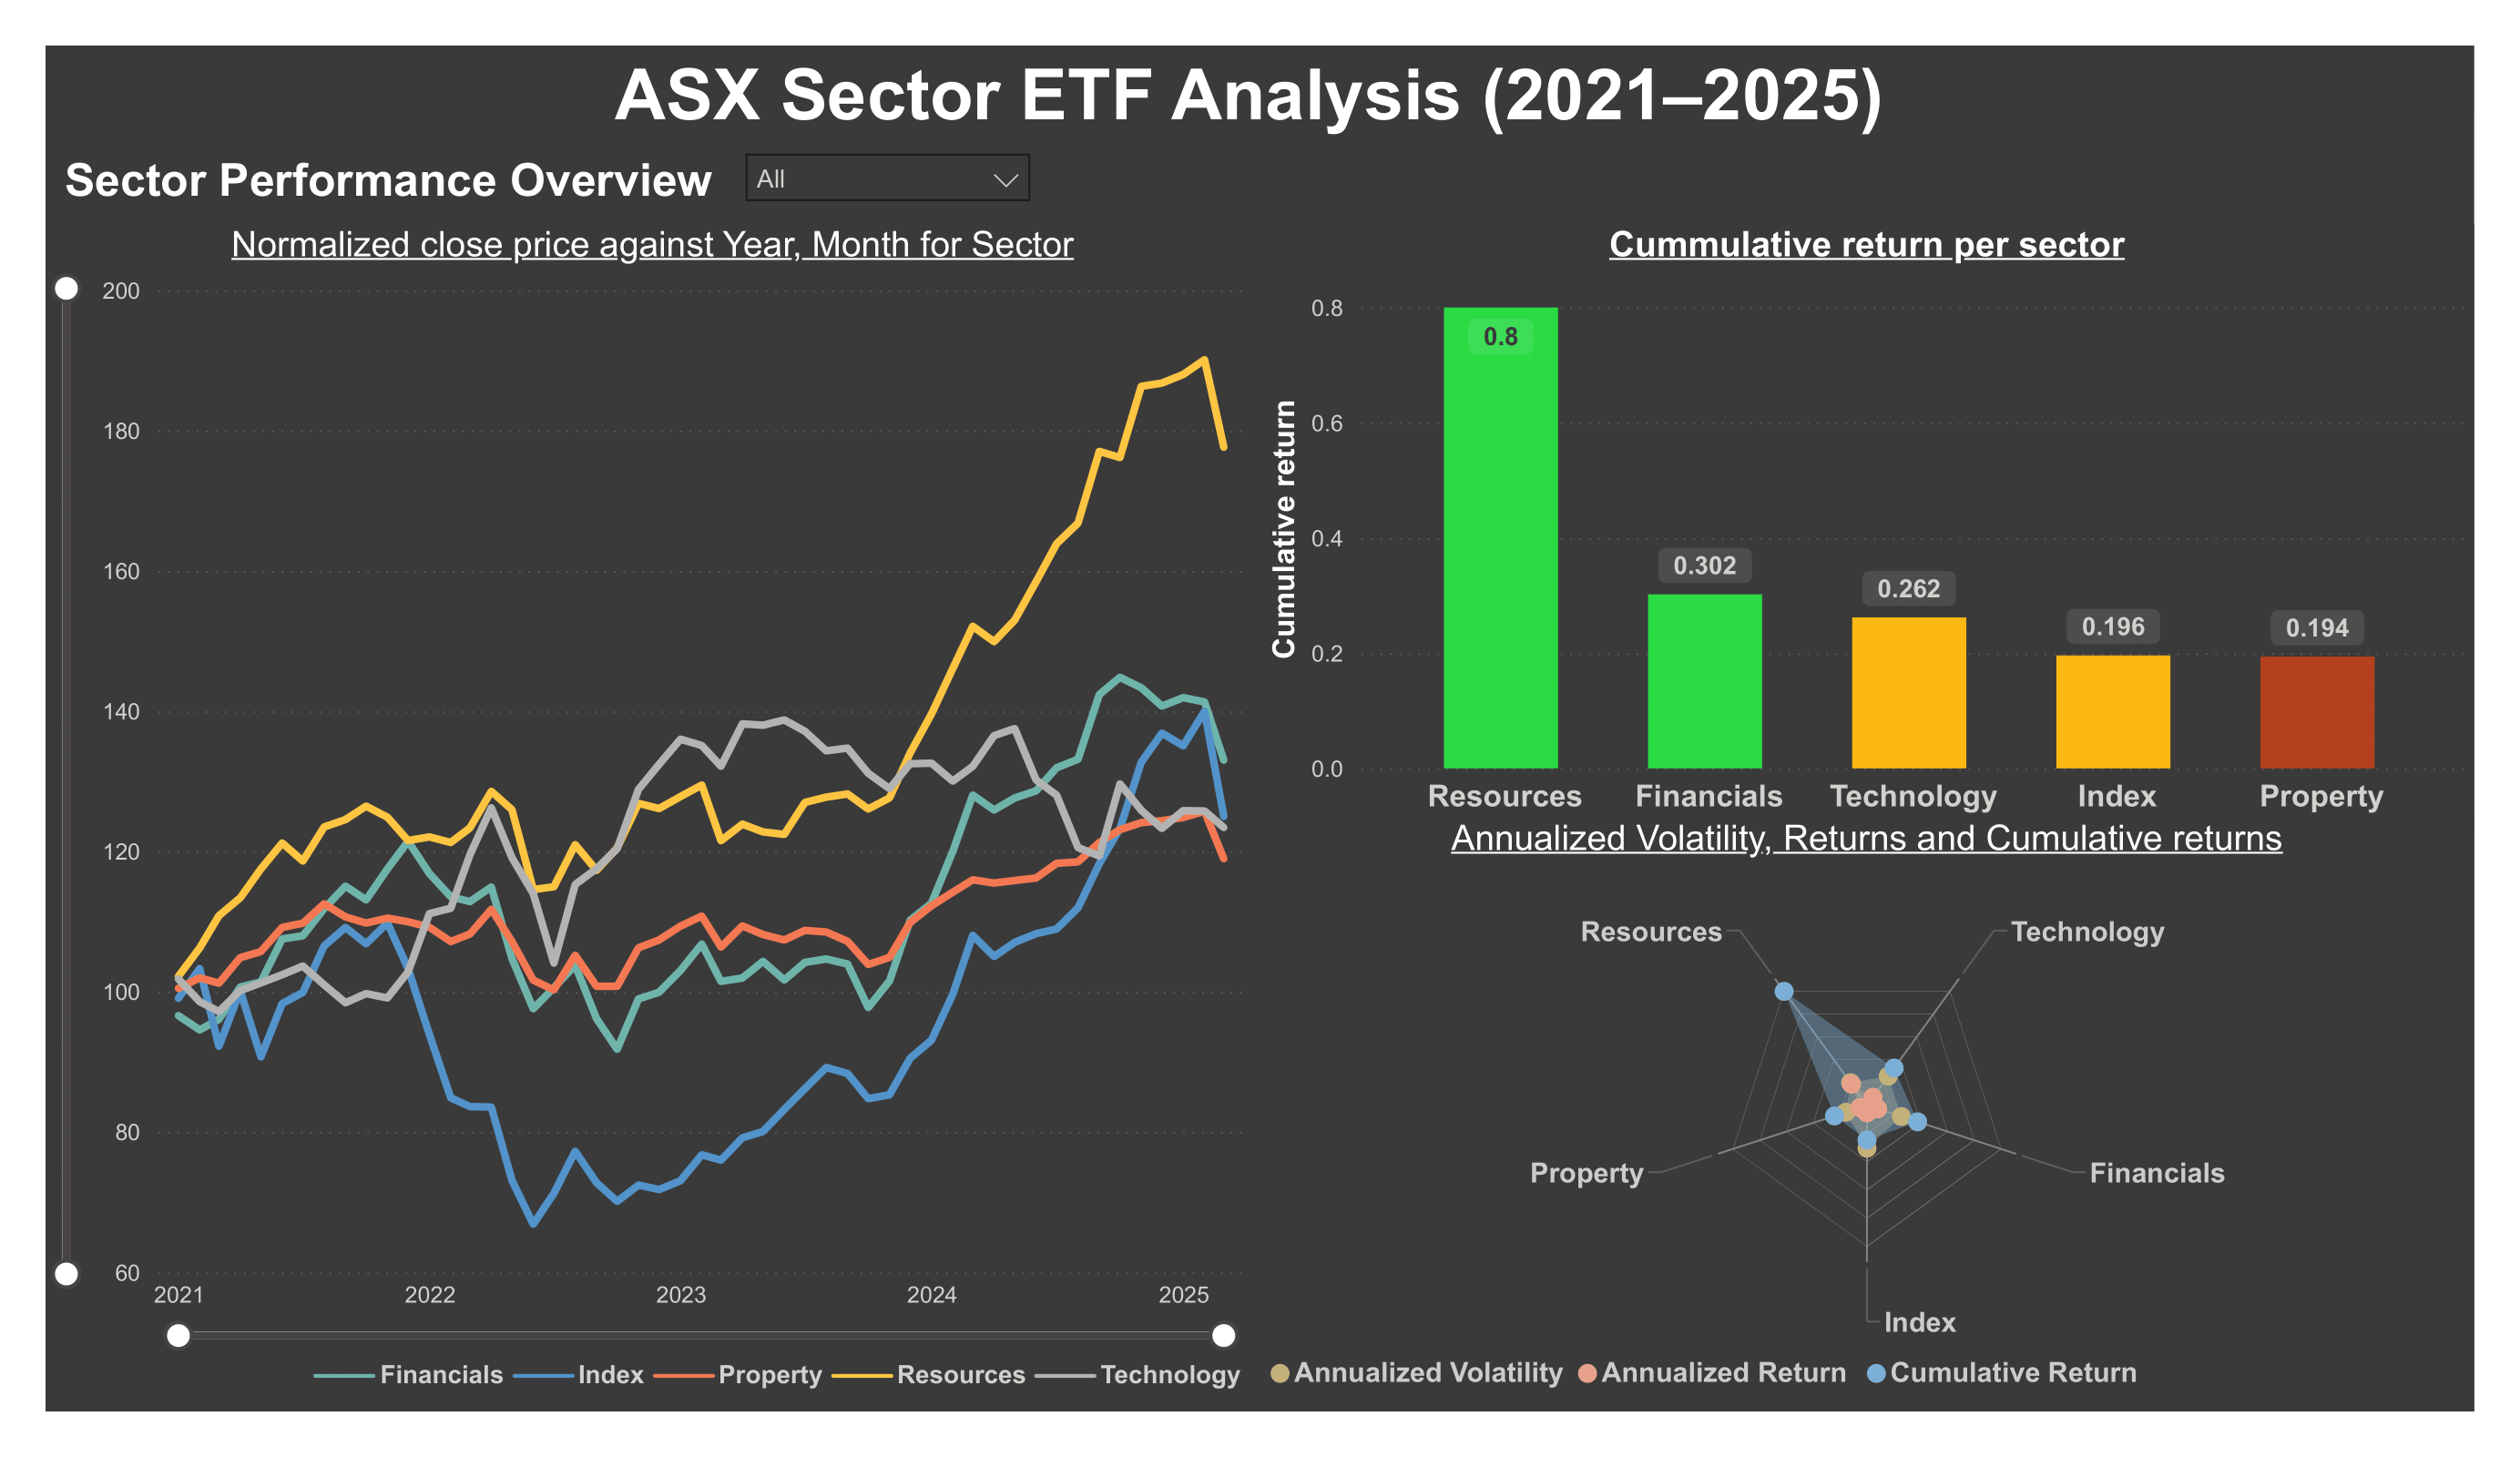 ASX Sector ETF Analysis (2021–2025)
Sector Performance Overview
All
Normalized close price against Year, Month for Sector
200
180
160
140
120
100
80
60
2021 2022 2023 2024 2025
Financials Index Property Resources Technology
Cummulative return per sector
Cumulative return
0.8
0.6
0.4
0.2
0.0
0.8
0.302
0.262
0.196
0.194
Resources Financials Technology Index Property
Annualized Volatility, Returns and Cumulative returns
Resources
Technology
Property
Financials
Index
Annualized Volatility Annualized Return Cumulative Return